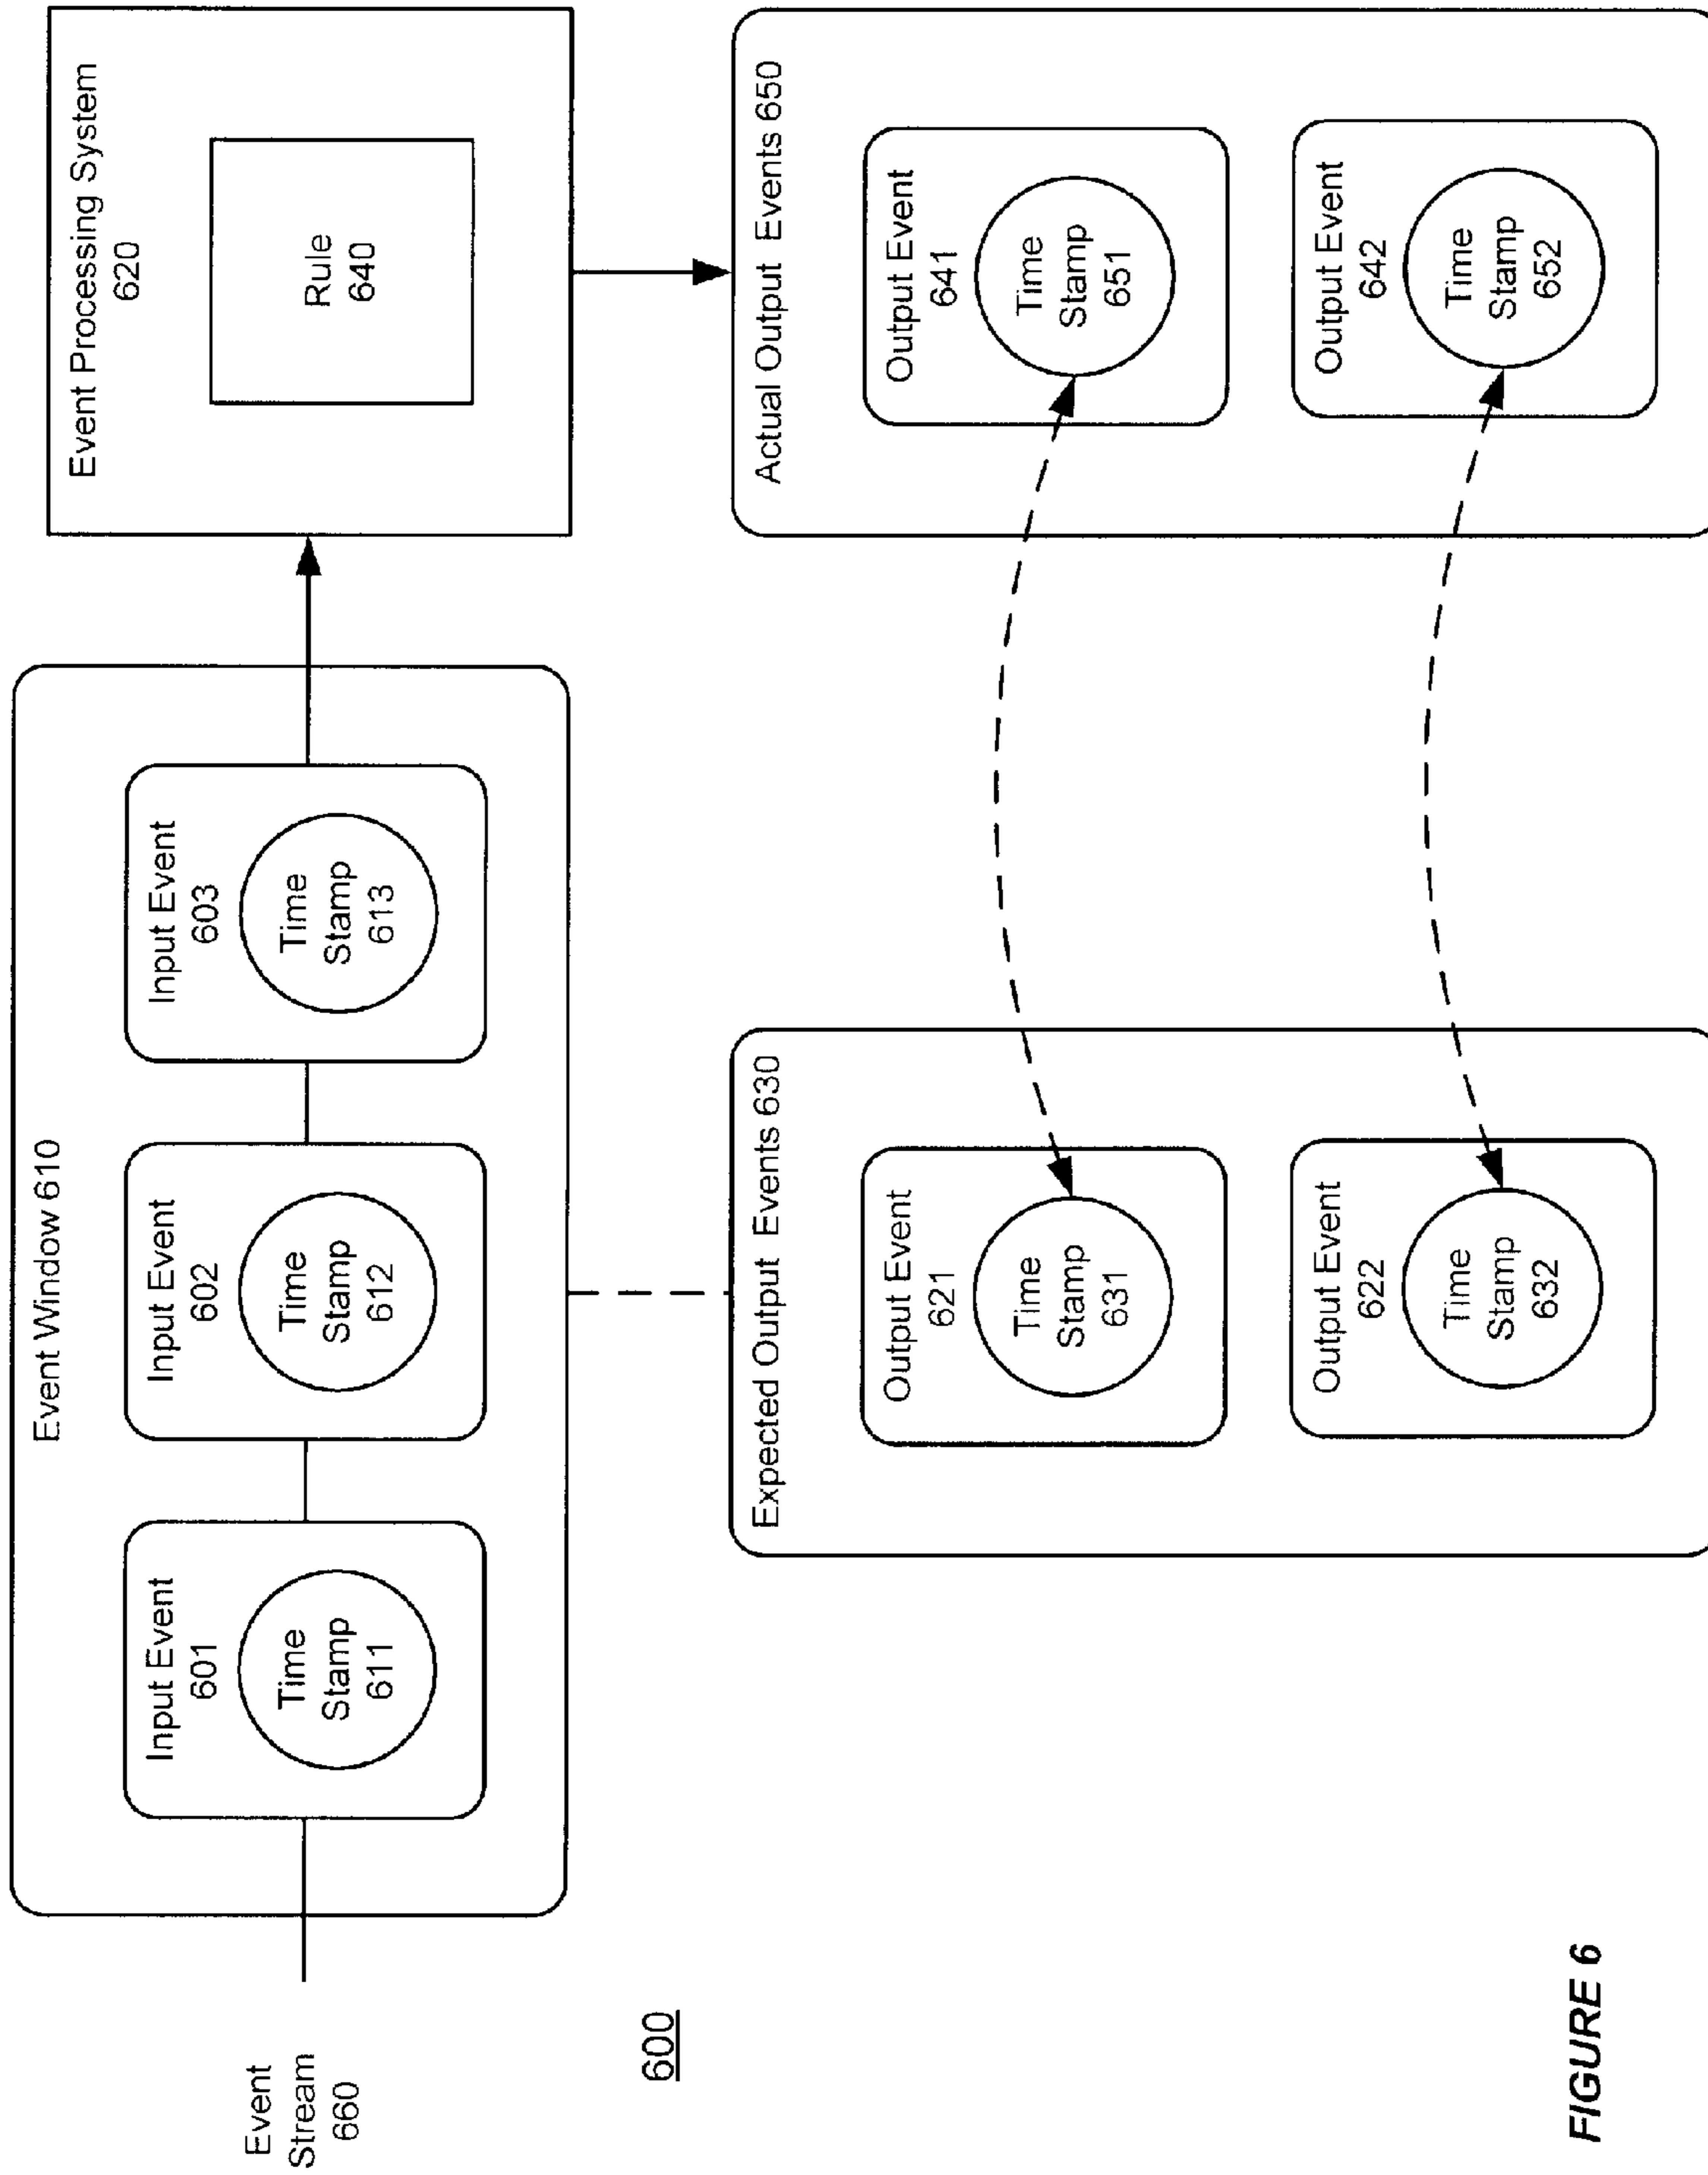 Event
Stream
660
Event Window 610
Input Event
601
Time
Stamp
611
Input Event
602
Time
Stamp
612
Input Event
603
Time
Stamp
613
Event Processing System
620
Rule
640
600
Expected Output Events 630
Output Event
621
Time
Stamp
631
Output Event
622
Time
Stamp
632
Actual Output Events 650
Output Event
641
Time
Stamp
651
Output Event
642
Time
Stamp
652
FIGURE 6